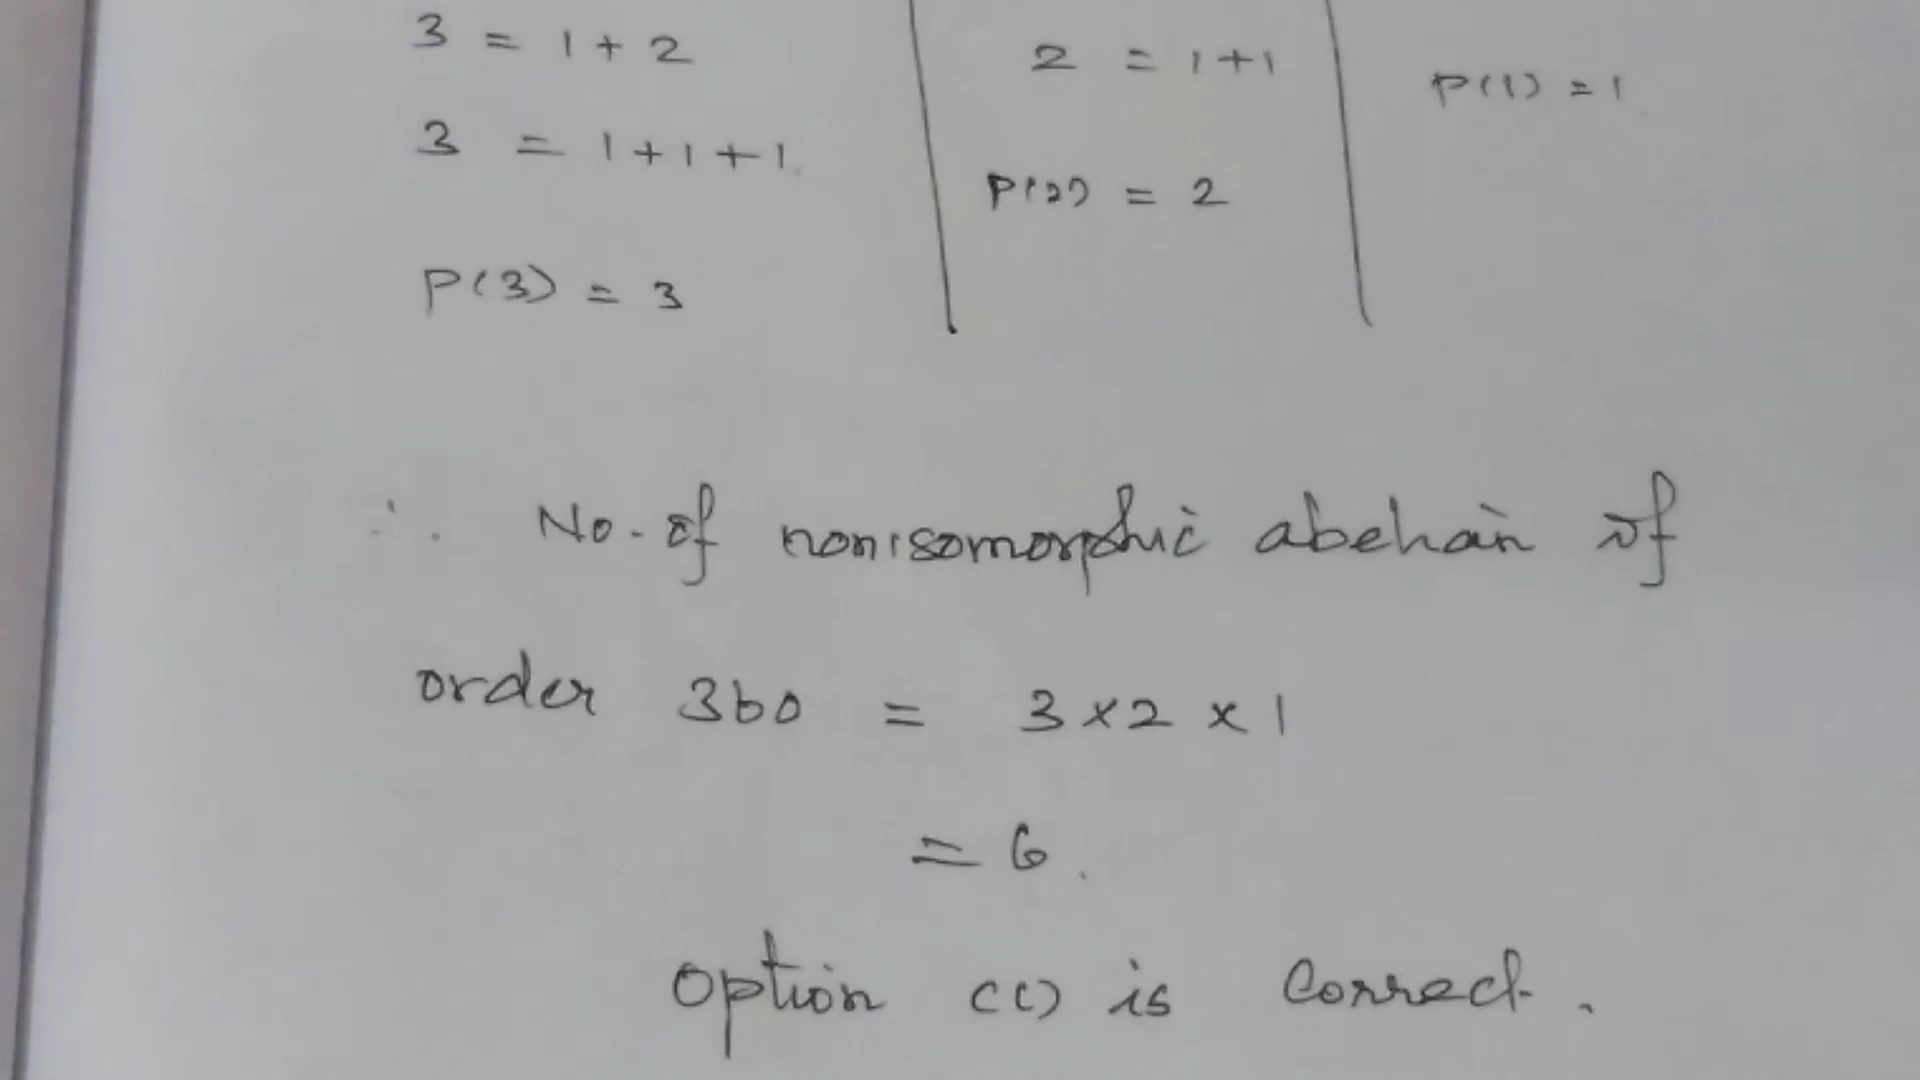 3 = 1 + 2
3 = 1 + 1 + 1
P(3) = 3
2 = 1 + 1
P(2) = 2
P(1) = 1
∴ No. of nonisomorphic abelian of
order 360 = 3 × 2 × 1
= 6.
Option (C) is correct.